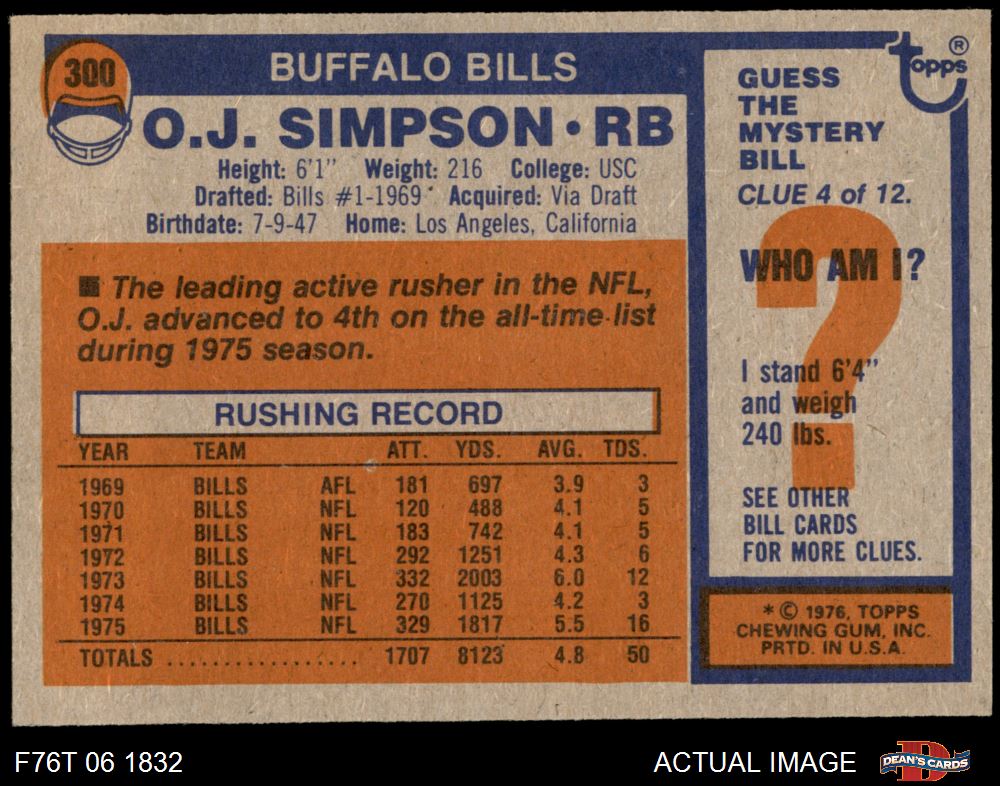 300
BUFFALO BILLS
O.J. SIMPSON • RB
Height: 6'1" Weight: 216 College: USC
Drafted: Bills #1-1969 Acquired: Via Draft
Birthdate: 7-9-47 Home: Los Angeles, California
■ The leading active rusher in the NFL,
O.J. advanced to 4th on the all-time list
during 1975 season.
RUSHING RECORD
YEAR TEAM ATT. YDS. AVG. TDS.
1969 BILLS AFL 181 697 3.9 3
1970 BILLS NFL 120 488 4.1 5
1971 BILLS NFL 183 742 4.1 5
1972 BILLS NFL 292 1251 4.3 6
1973 BILLS NFL 332 2003 6.0 12
1974 BILLS NFL 270 1125 4.2 3
1975 BILLS NFL 329 1817 5.5 16
TOTALS .................. 1707 8123 4.8 50
topps ®
GUESS
THE
MYSTERY
BILL
CLUE 4 of 12.
?
WHO AM I?
I stand 6'4"
and weigh
240 lbs.
SEE OTHER
BILL CARDS
FOR MORE CLUES.
* © 1976, TOPPS
CHEWING GUM, INC.
PRTD. IN U.S.A.
F76T 06 1832
ACTUAL IMAGE
D
DEAN'S CARDS